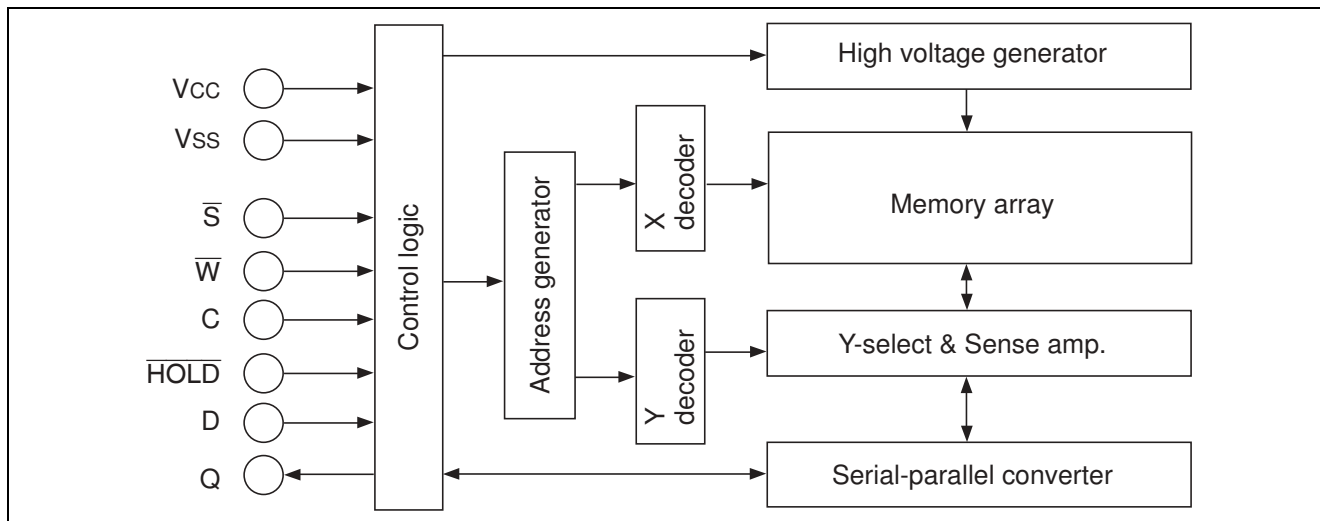 VCC
VSS
S̅
W̅
C
H̅O̅L̅D̅
D
Q
Control logic
Address generator
X
decoder
Y
decoder
High voltage generator
Memory array
Y-select & Sense amp.
Serial-parallel converter